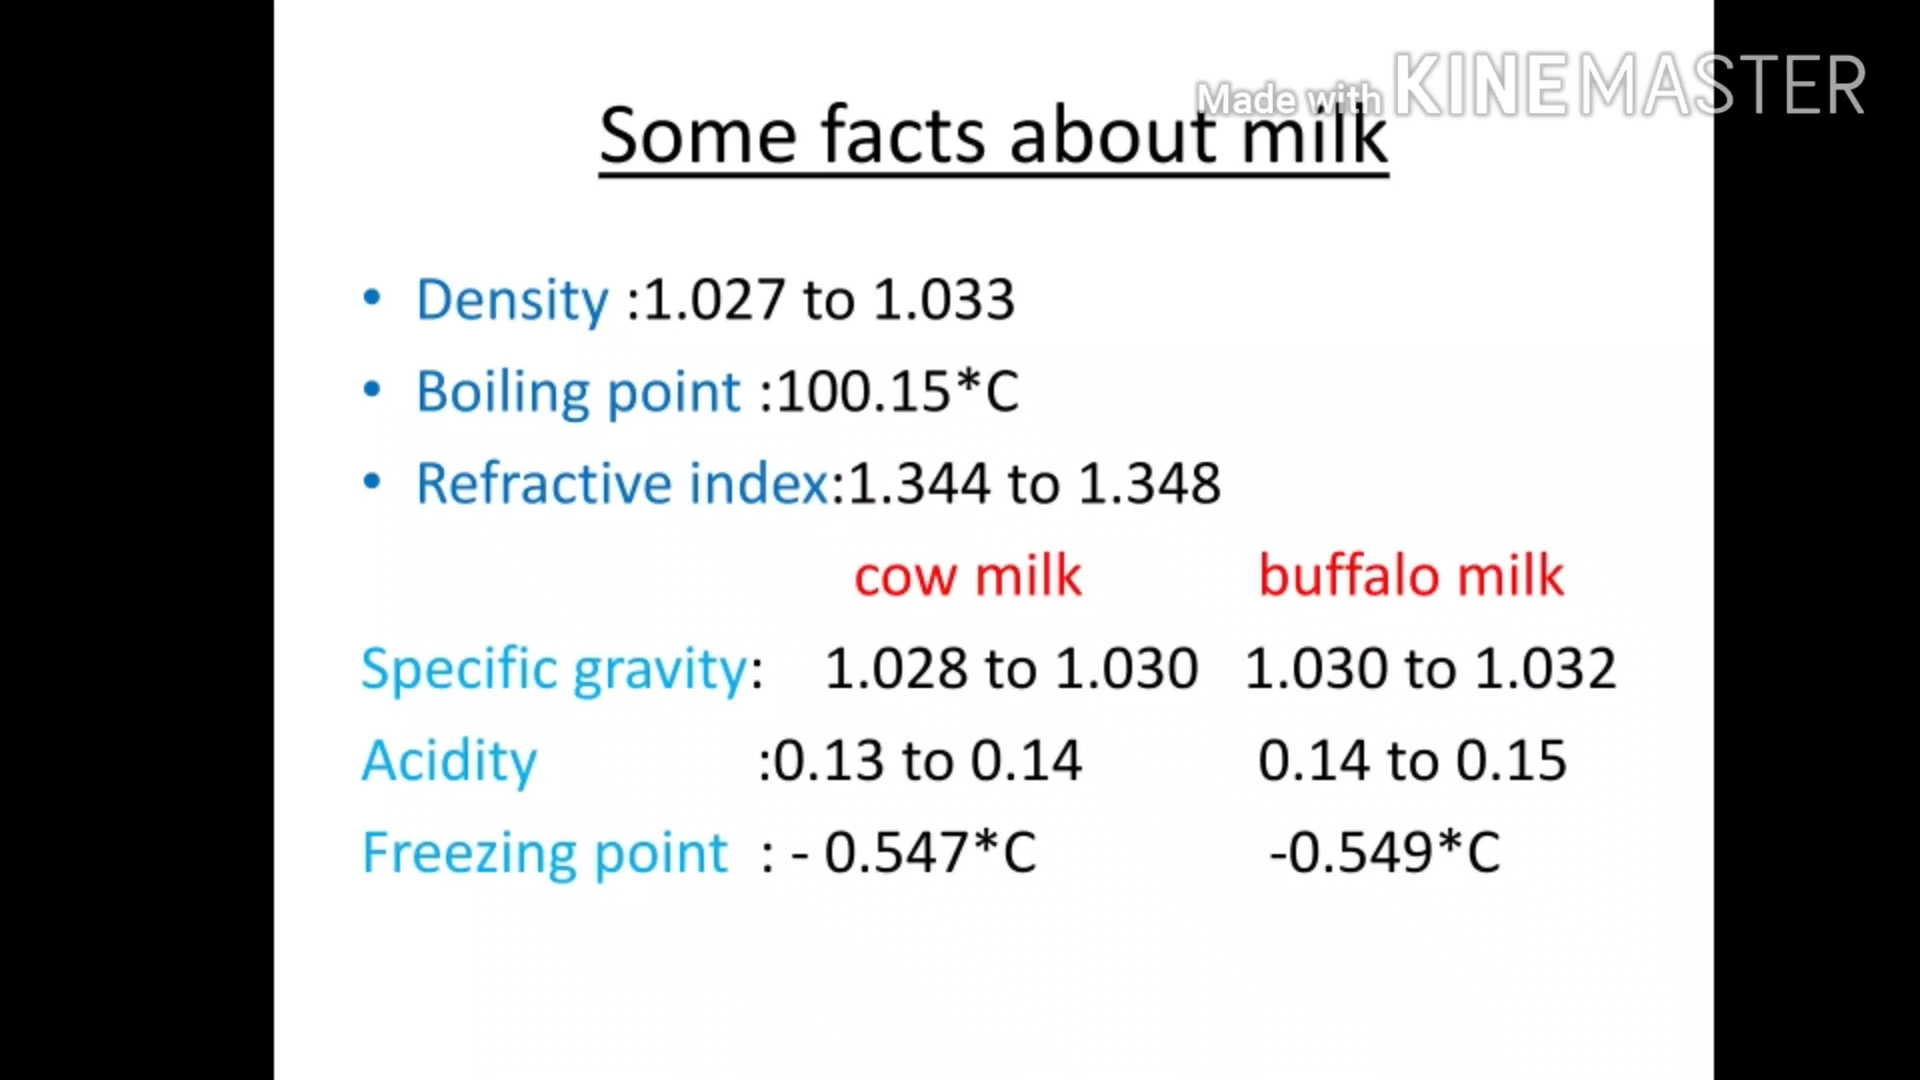 Made with KINEMASTER
Some facts about milk
• Density :1.027 to 1.033
• Boiling point :100.15*C
• Refractive index:1.344 to 1.348
cow milk buffalo milk
Specific gravity: 1.028 to 1.030 1.030 to 1.032
Acidity :0.13 to 0.14 0.14 to 0.15
Freezing point : - 0.547*C -0.549*C